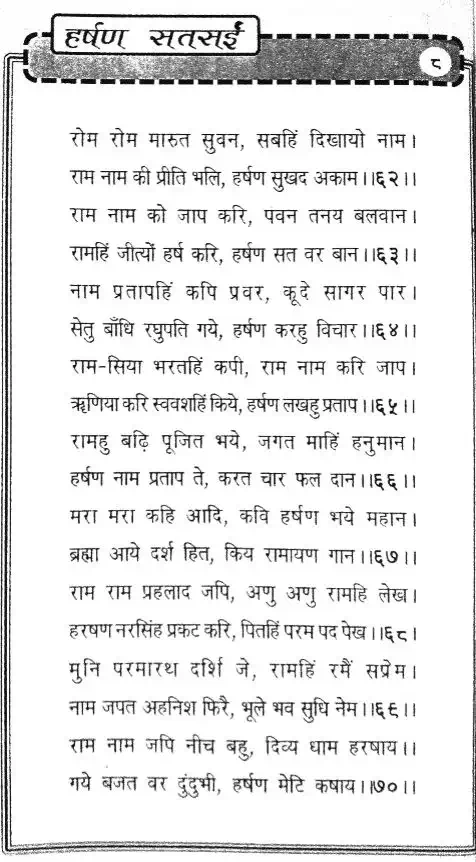 हर्षण सतसई
८
रोम रोम मारुत सुवन, सबहिं दिखायो नाम।
राम नाम की प्रीति भलि, हर्षण सुखद अकाम।।६२।।
राम नाम को जाप करि, पवन तनय बलवान।
रामहिं जीत्यों हर्ष करि, हर्षण सत वर बान।।६३।।
नाम प्रतापहिं कपि प्रवर, कूदे सागर पार।
सेतु बाँधि रघुपति गये, हर्षण करहु विचार।।६४।।
राम-सिया भरतहिं कपी, राम नाम करि जाप।
ऋणिया करि स्ववशहिं किये, हर्षण लखहु प्रताप।।६५।।
रामहु बढ़ि पूजित भये, जगत माहिं हनुमान।
हर्षण नाम प्रताप ते, करत चार फल दान।।६६।।
मरा मरा कहि आदि, कवि हर्षण भये महान।
ब्रह्मा आये दर्श हित, किय रामायण गान।।६७।।
राम राम प्रहलाद जपि, अणु अणु रामहि लेख।
हरषण नरसिंह प्रकट करि, पितहिं परम पद पेख।।६८।
मुनि परमारथ दर्शि जे, रामहिं रमैं सप्रेम।
नाम जपत अहनिश फिरै, भूले भव सुधि नेम।।६९।।
राम नाम जपि नीच बहु, दिव्य धाम हरषाय।।
गये बजत वर दुंदुभी, हर्षण मेटि कषाय।।७०।।